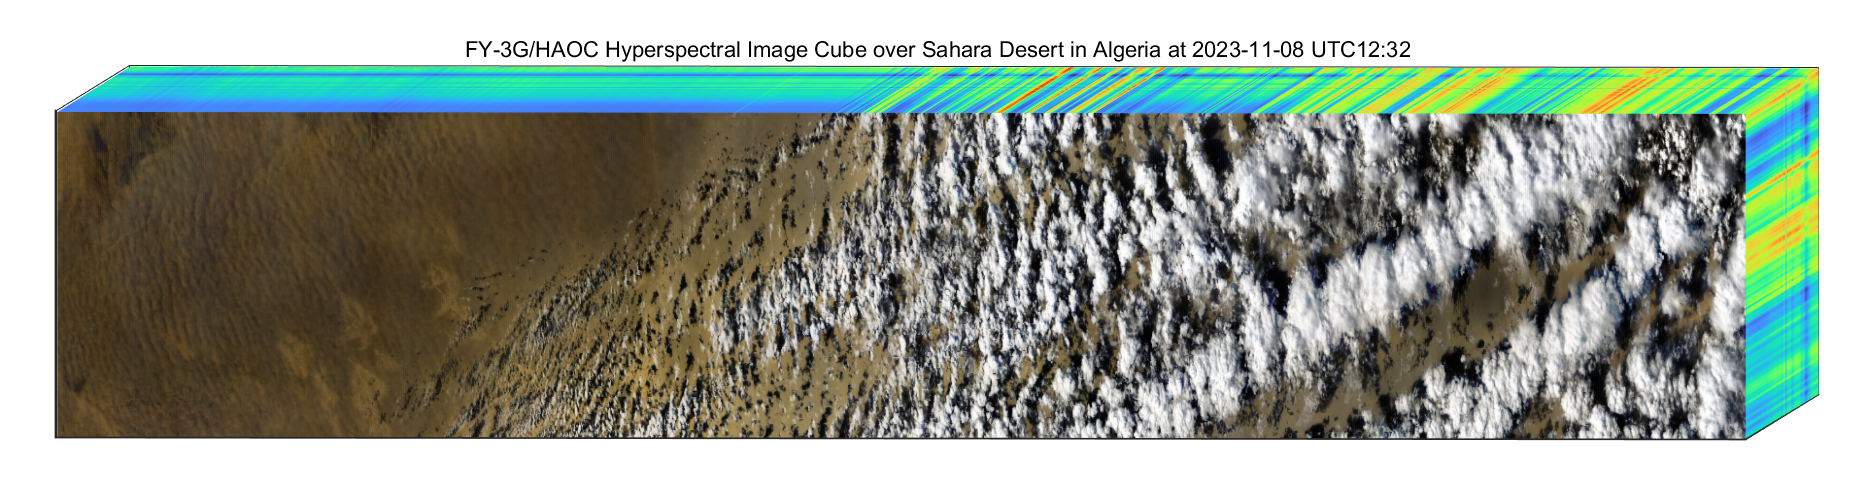 FY-3G/HAOC Hyperspectral Image Cube over Sahara Desert in Algeria at 2023-11-08 UTC12:32